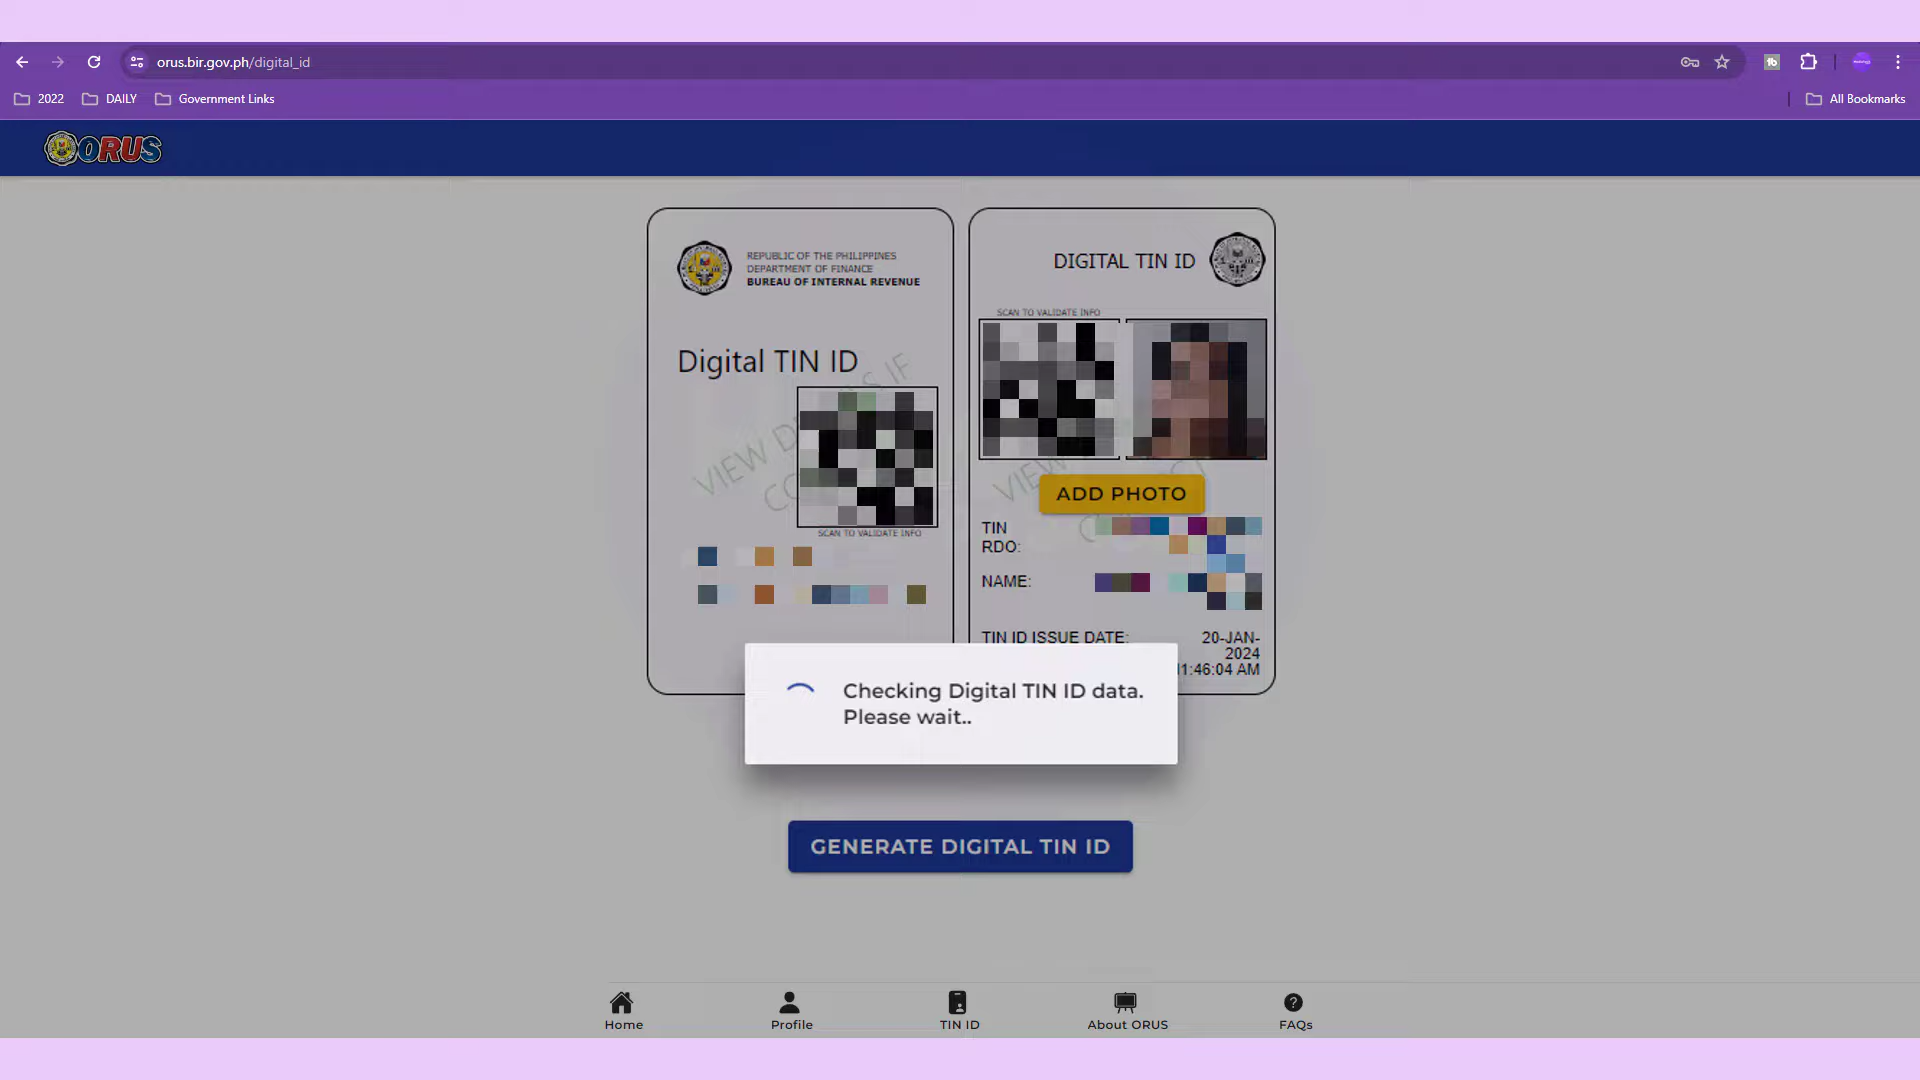 orus.bir.gov.ph/digital_id
2022
DAILY
Government Links
All Bookmarks
ORUS
REPUBLIC OF THE PHILIPPINES
DEPARTMENT OF FINANCE
BUREAU OF INTERNAL REVENUE
Digital TIN ID
SCAN TO VALIDATE INFO
DIGITAL TIN ID
SCAN TO VALIDATE INFO
ADD PHOTO
TIN
RDO:
NAME:
TIN ID ISSUE DATE:
20-JAN-
2024
11:46:04 AM
Checking Digital TIN ID data.
Please wait..
GENERATE DIGITAL TIN ID
Home
Profile
TIN ID
About ORUS
FAQs